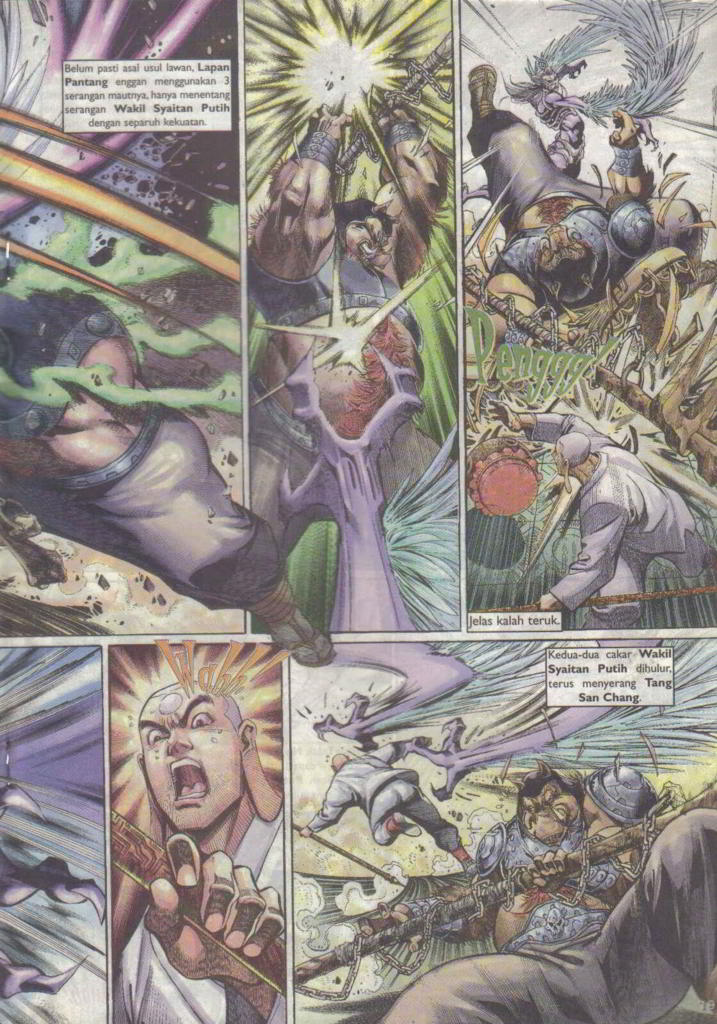 Belum pasti asal usul lawan, Lapan
Pantang enggan menggunakan 3
serangan mautnya, hanya menentang
serangan Wakil Syaitan Putih
dengan separuh kekuatan.
Penggg!
Jelas kalah teruk.
Wahh
Kedua-dua cakar Wakil
Syaitan Putih dihulur,
terus menyerang Tang
San Chang.